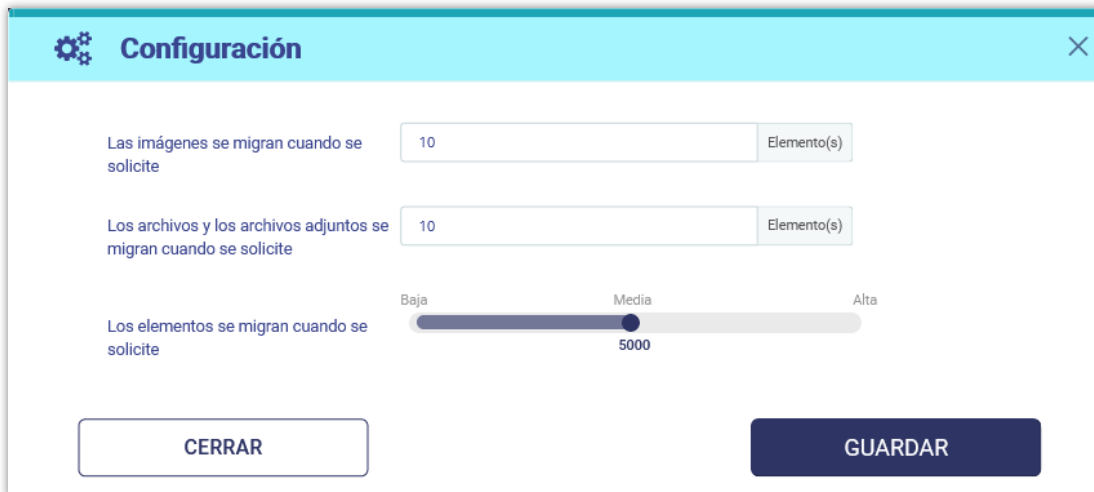 Configuración
Las imágenes se migran cuando se
solicite
10
Elemento(s)
Los archivos y los archivos adjuntos se
migran cuando se solicite
10
Elemento(s)
Baja
Media
Alta
Los elementos se migran cuando se
solicite
5000
CERRAR
GUARDAR